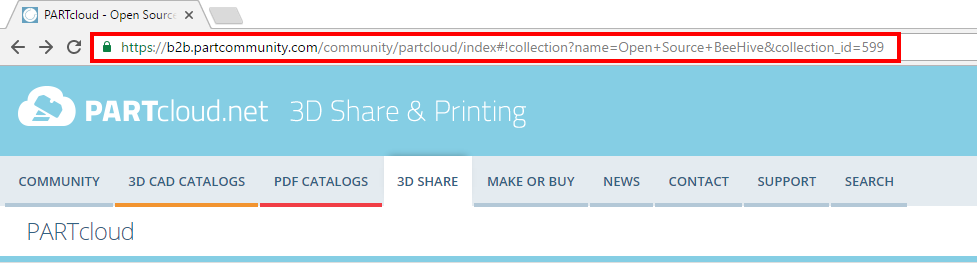 PARTcloud - Open Source
https://b2b.partcommunity.com/community/partcloud/index#!collection?name=Open+Source+BeeHive&collection_id=599
PARTcloud.net 3D Share & Printing
COMMUNITY 3D CAD CATALOGS PDF CATALOGS 3D SHARE MAKE OR BUY NEWS CONTACT SUPPORT SEARCH
PARTcloud